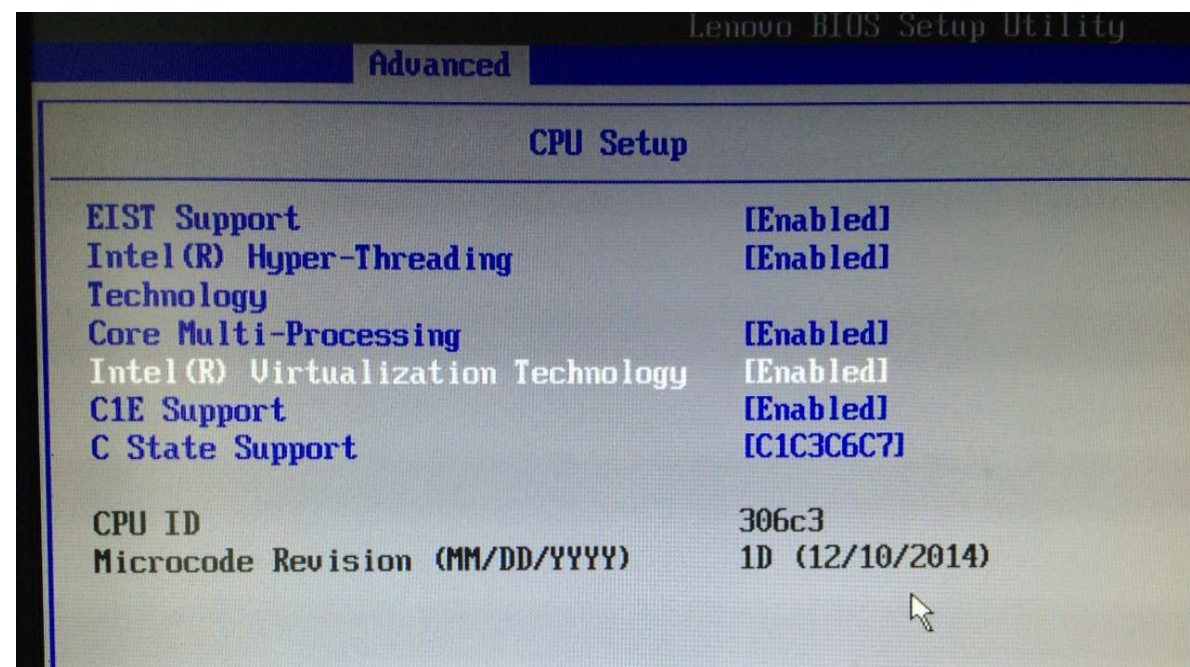 Lenovo BIOS Setup Utility
Advanced
CPU Setup
EIST Support [Enabled]
Intel(R) Hyper-Threading [Enabled]
Technology
Core Multi-Processing [Enabled]
Intel(R) Virtualization Technology [Enabled]
C1E Support [Enabled]
C State Support [C1C3C6C7]
CPU ID 306c3
Microcode Revision (MM/DD/YYYY) 1D (12/10/2014)